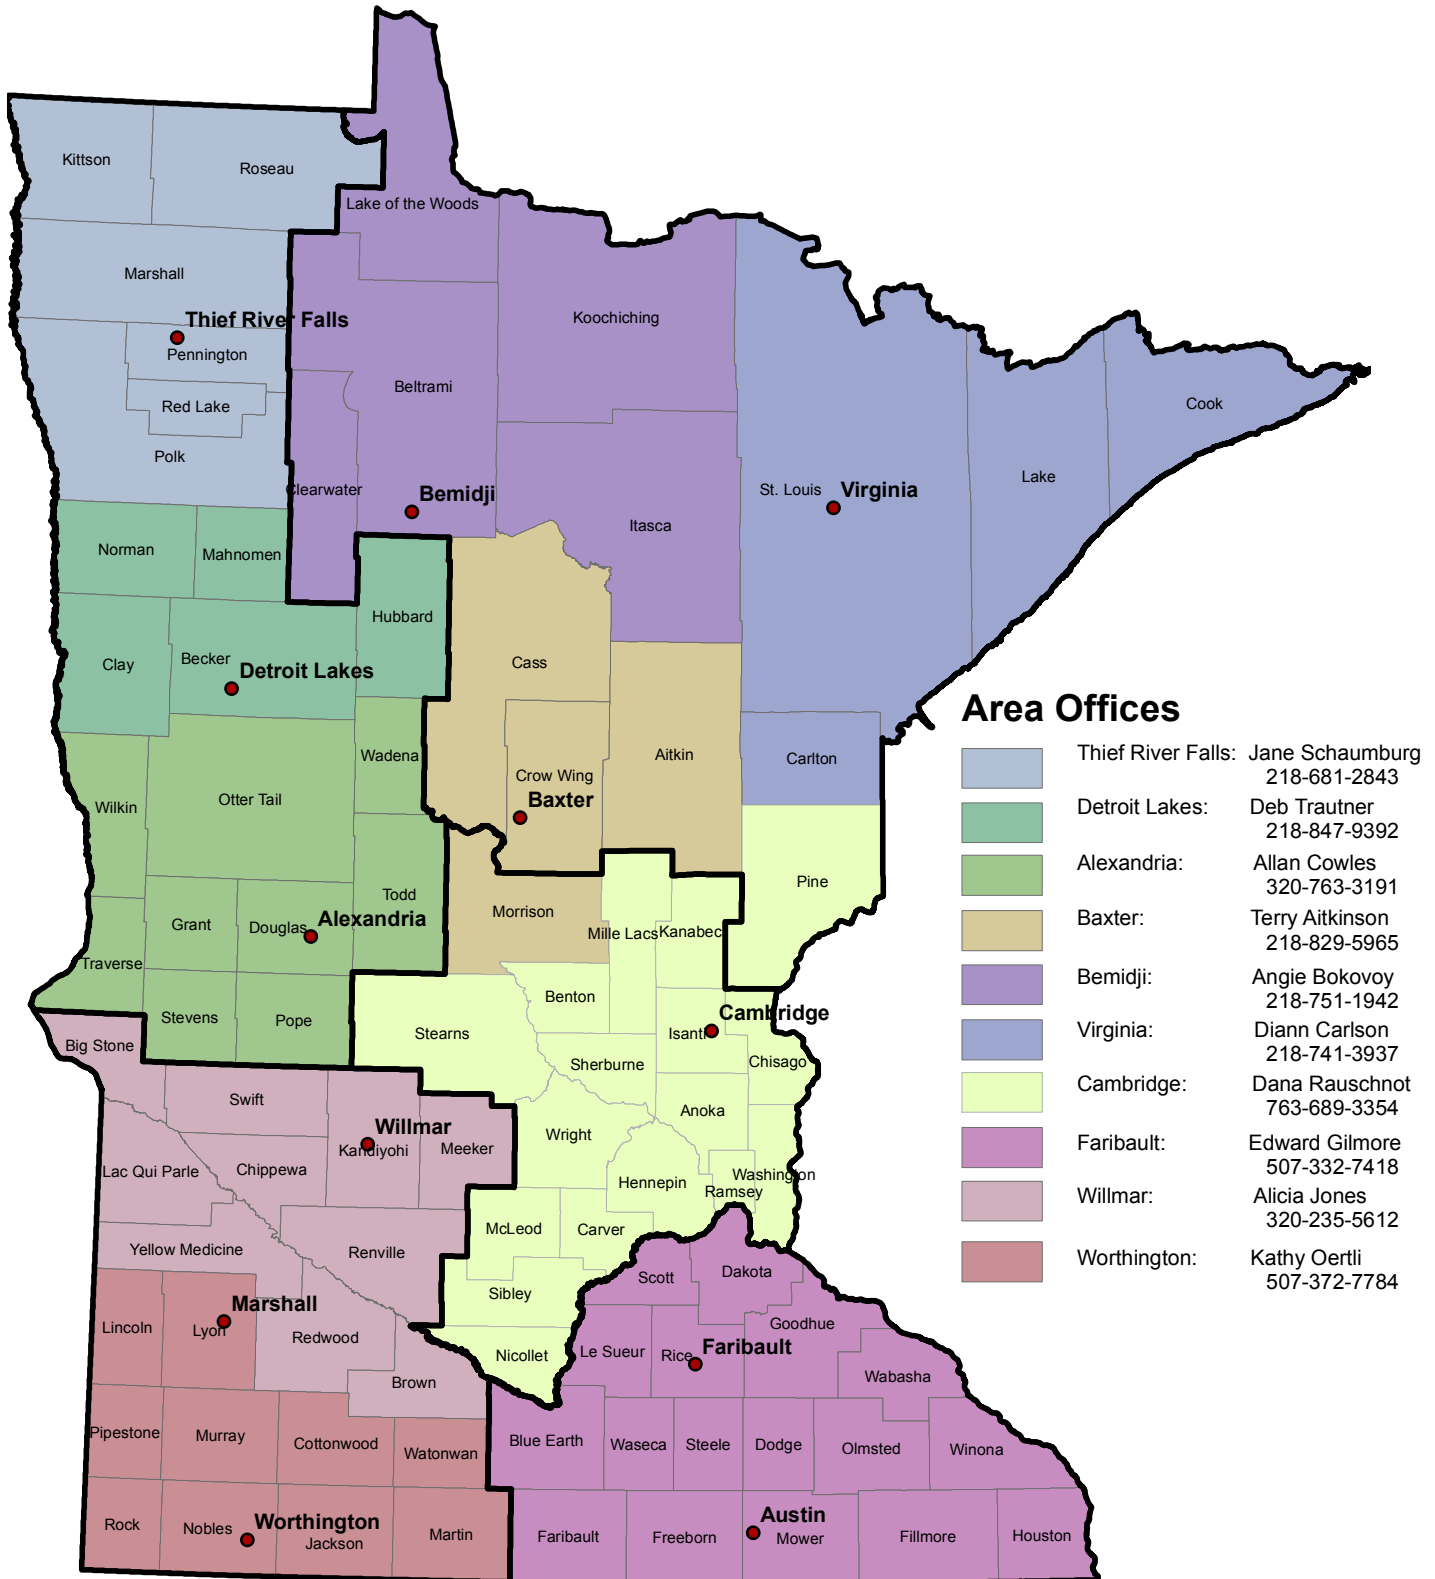 Kittson
Roseau
Lake of the Woods
Marshall
Thief River Falls
Pennington
Koochiching
Beltrami
Red Lake
Cook
Polk
Clearwater
Bemidji
St. Louis
Virginia
Lake
Itasca
Norman
Mahnomen
Hubbard
Clay
Becker
Detroit Lakes
Cass
Wadena
Aitkin
Carlton
Crow Wing
Baxter
Otter Tail
Wilkin
Todd
Pine
Grant
Douglas
Alexandria
Morrison
Mille Lacs
Kanabec
Traverse
Stevens
Pope
Benton
Stearns
Isanti
Cambridge
Big Stone
Sherburne
Chisago
Swift
Anoka
Willmar
Kandiyohi
Meeker
Wright
Lac Qui Parle
Chippewa
Hennepin
Ramsey
Washington
McLeod
Carver
Yellow Medicine
Renville
Scott
Dakota
Sibley
Marshall
Lincoln
Lyon
Redwood
Goodhue
Nicollet
Le Sueur
Rice
Faribault
Brown
Wabasha
Pipestone
Murray
Cottonwood
Watonwan
Blue Earth
Waseca
Steele
Dodge
Olmsted
Winona
Rock
Nobles
Worthington
Jackson
Martin
Faribault
Freeborn
Austin
Mower
Fillmore
Houston
Area Offices
Thief River Falls: Jane Schaumburg
218-681-2843
Detroit Lakes: Deb Trautner
218-847-9392
Alexandria: Allan Cowles
320-763-3191
Baxter: Terry Aitkinson
218-829-5965
Bemidji: Angie Bokovoy
218-751-1942
Virginia: Diann Carlson
218-741-3937
Cambridge: Dana Rauschnot
763-689-3354
Faribault: Edward Gilmore
507-332-7418
Willmar: Alicia Jones
320-235-5612
Worthington: Kathy Oertli
507-372-7784